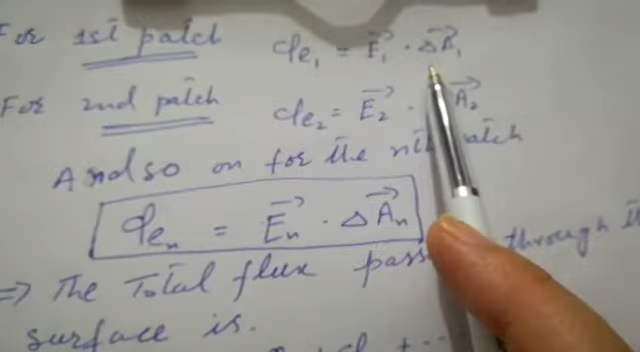 For 1st patch φe₁ = E⃗₁ · ΔA⃗₁
For 2nd patch φe₂ = E⃗₂ · A⃗₂
And so on for the nth patch
φeₙ = E⃗ₙ · ΔA⃗ₙ
⇒ The Total flux through
surface is.